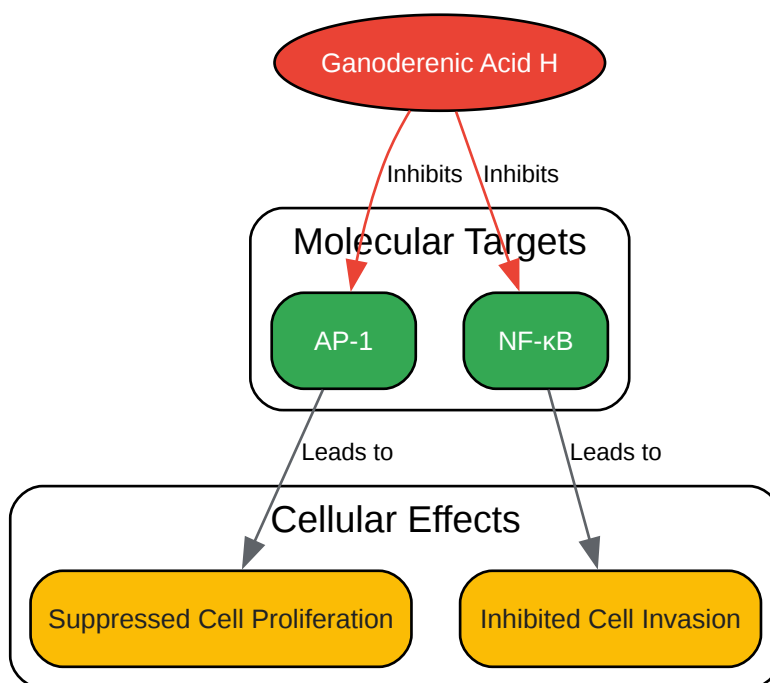 Ganoderenic Acid H
Inhibits Inhibits
Molecular Targets
AP-1 NF-κB
Leads to Leads to
Cellular Effects
Suppressed Cell Proliferation Inhibited Cell Invasion